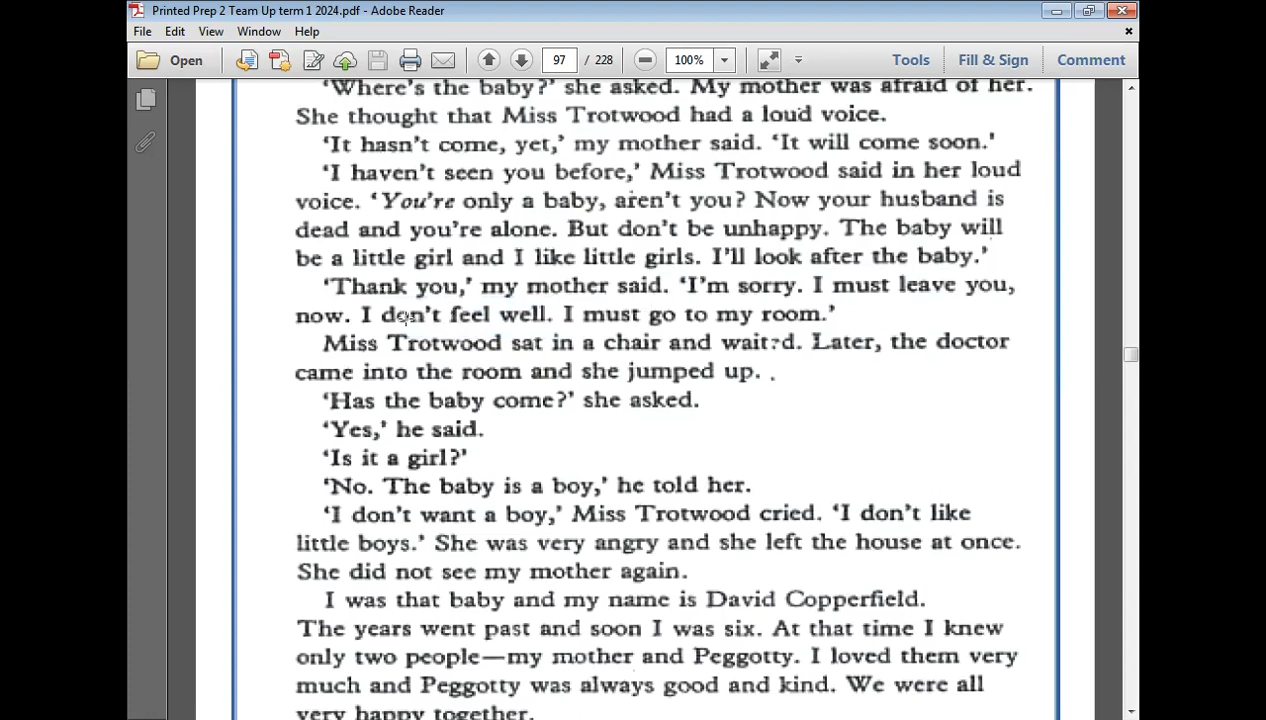 Printed Prep 2 Team Up term 1 2024.pdf - Adobe Reader
File Edit View Window Help
Open 97 / 228 100% Tools Fill & Sign Comment
'Where's the baby?' she asked. My mother was afraid of her.
She thought that Miss Trotwood had a loud voice.
'It hasn't come, yet,' my mother said. 'It will come soon.'
'I haven't seen you before,' Miss Trotwood said in her loud
voice. 'You're only a baby, aren't you? Now your husband is
dead and you're alone. But don't be unhappy. The baby will
be a little girl and I like little girls. I'll look after the baby.'
'Thank you,' my mother said. 'I'm sorry. I must leave you,
now. I don't feel well. I must go to my room.'
Miss Trotwood sat in a chair and waited. Later, the doctor
came into the room and she jumped up.
'Has the baby come?' she asked.
'Yes,' he said.
'Is it a girl?'
'No. The baby is a boy,' he told her.
'I don't want a boy,' Miss Trotwood cried. 'I don't like
little boys.' She was very angry and she left the house at once.
She did not see my mother again.
I was that baby and my name is David Copperfield.
The years went past and soon I was six. At that time I knew
only two people—my mother and Peggotty. I loved them very
much and Peggotty was always good and kind. We were all
very happy together.